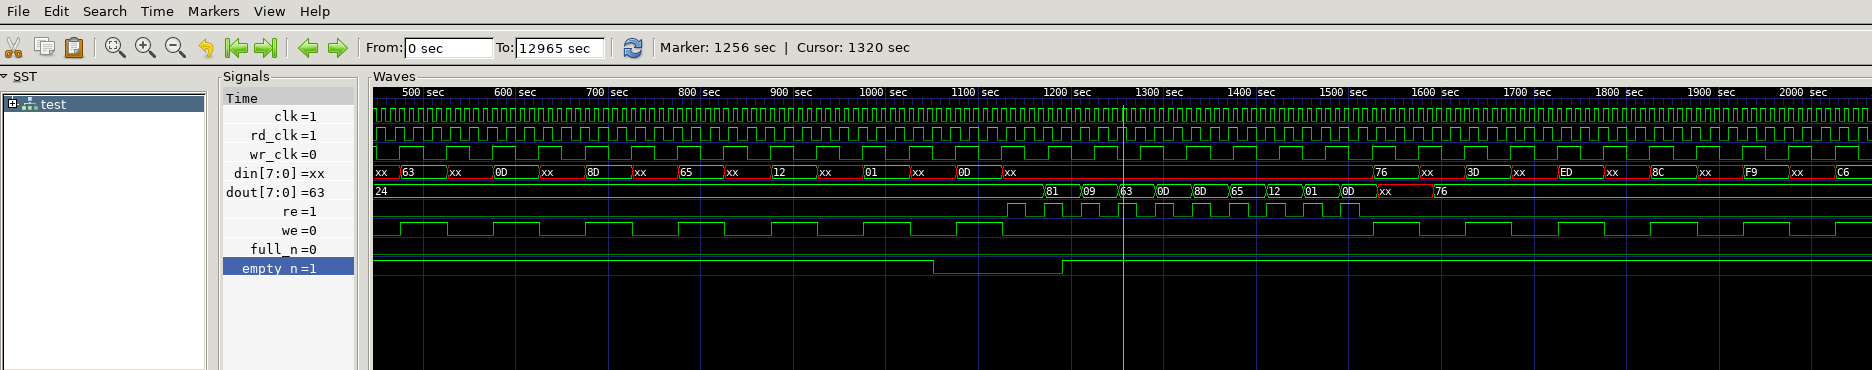 File Edit Search Time Markers View Help
From: 0 sec To: 12965 sec Marker: 1256 sec | Cursor: 1320 sec
SST
test
Signals
Time
clk=1
rd_clk=1
wr_clk=0
din[7:0]=xx
dout[7:0]=63
re=1
we=0
full_n=0
empty_n=1
Waves
500 sec 600 sec 700 sec 800 sec 900 sec 1000 sec 1100 sec 1200 sec 1300 sec 1400 sec 1500 sec 1600 sec 1700 sec 1800 sec 1900 sec 2000 sec
xx 63 xx 0D xx 8D xx 65 xx 12 xx 01 xx 0D xx 76 xx 3D xx ED xx 8C xx F9 xx C6
24 81 09 63 0D 8D 65 12 01 0D xx 76